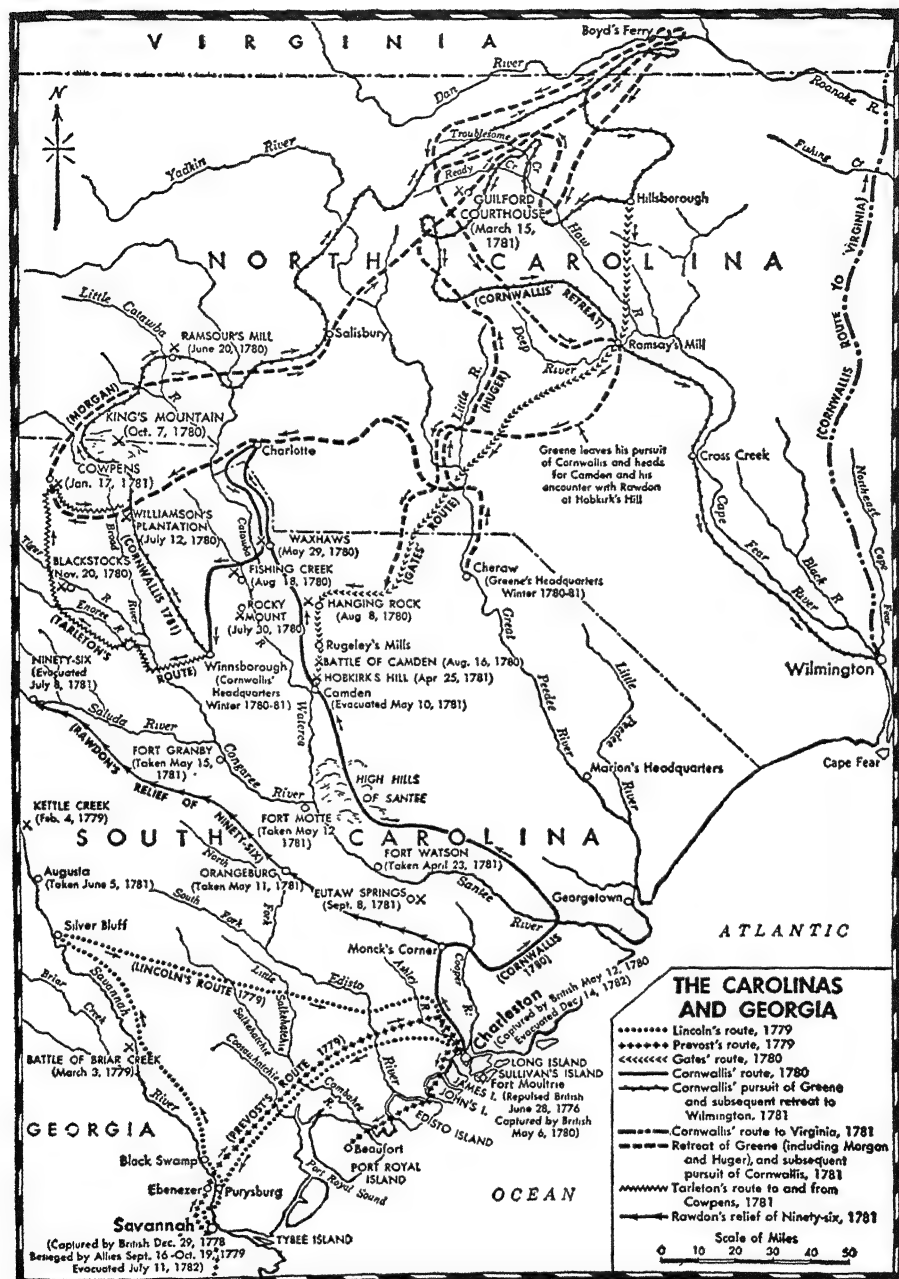 VIRGINIA
Boyd's Ferry
Dan River
Roanoke R.
N
Yadkin River
Troublesome Cr.
Ready Cr.
Fishing Cr.
GUILFORD
COURTHOUSE
(March 15,
1781)
Hillsborough
Haw R.
NORTH CAROLINA
(CORNWALLIS' RETREAT)
(CORNWALLIS ROUTE TO VIRGINIA)
Little Catawba R.
RAMSOUR'S MILL
(June 20, 1780)
Salisbury
Deep River
Ramsay's Mill
Little R.
(HUGER)
(MORGAN)
KING'S MOUNTAIN
(Oct. 7, 1780)
Charlotte
Greene leaves his pursuit
of Cornwallis and heads
for Camden and his
encounter with Rawdon
at Hobkirk's Hill
Cross Creek
COWPENS
(Jan. 17, 1781)
WILLIAMSON'S
PLANTATION
(July 12, 1780)
Broad River
Catawba R.
(GATES' ROUTE)
Cape Fear River
Black R.
Northeast Cape Fear
Tiger R.
BLACKSTOCKS
(Nov. 20, 1780)
(CORNWALLIS 1781)
WAXHAWS
(May 29, 1780)
FISHING CREEK
(Aug 18, 1780)
Cheraw
(Greene's Headquarters
Winter 1780-81)
Enoree R.
ROCKY
MOUNT
(July 30, 1780)
HANGING ROCK
(Aug 8, 1780)
(TARLETON'S ROUTE)
Rugeley's Mills
BATTLE OF CAMDEN (Aug. 16, 1780)
HOBKIRK'S HILL (Apr 25, 1781)
Camden
(Evacuated May 10, 1781)
Winnsborough
(Cornwallis'
Headquarters
Winter 1780-81)
Great Peedee River
Little Peedee River
Wilmington
NINETY-SIX
(Evacuated
July 8, 1781)
Saluda River
Wateree
FORT GRANBY
(Taken May 15,
1781)
Congaree River
(RAWDON'S RELIEF OF NINETY-SIX)
HIGH HILLS
OF SANTEE
Marion's Headquarters
Cape Fear
KETTLE CREEK
(Feb. 4, 1779)
FORT MOTTE
(Taken May 12
1781)
SOUTH CAROLINA
FORT WATSON
(Taken April 23, 1781)
Augusta
(Taken June 5, 1781)
North Fork
ORANGEBURG
(Taken May 11, 1781)
EUTAW SPRINGS
(Sept. 8, 1781)
Santee River
Georgetown
South Fork
Silver Bluff
Monck's Corner
(CORNWALLIS 1780)
ATLANTIC
(LINCOLN'S ROUTE 1779)
Edisto River
Ashley R.
Cooper R.
Briar Creek
Savannah River
Little Salkehatchie
Salkehatchie
Coosawhatchie
Charleston
(Captured by British May 12, 1780
Evacuated Dec. 14, 1782)
BATTLE OF BRIAR CREEK
(March 3, 1779)
(PREVOST'S ROUTE 1779)
Combahee R.
LONG ISLAND
SULLIVAN'S ISLAND
Fort Moultrie
(Repulsed British
June 28, 1776
Captured by British
May 6, 1780)
JAMES I.
JOHN'S I.
EDISTO ISLAND
GEORGIA
Black Swamp
Beaufort
PORT ROYAL
ISLAND
Port Royal Sound
Ebenezer
Purysburg
OCEAN
Savannah
(Captured by British Dec. 29, 1778
Besieged by Allies Sept. 16-Oct. 19, 1779
Evacuated July 11, 1782)
TYBEE ISLAND
THE CAROLINAS
AND GEORGIA
Lincoln's route, 1779
Prevost's route, 1779
Gates' route, 1780
Cornwallis' route, 1780
Cornwallis' pursuit of Greene
and subsequent retreat to
Wilmington, 1781
Cornwallis' route to Virginia, 1781
Retreat of Greene (including Morgan
and Huger), and subsequent
pursuit of Cornwallis, 1781
Tarleton's route to and from
Cowpens, 1781
Rawdon's relief of Ninety-six, 1781
Scale of Miles
0 10 20 30 40 50